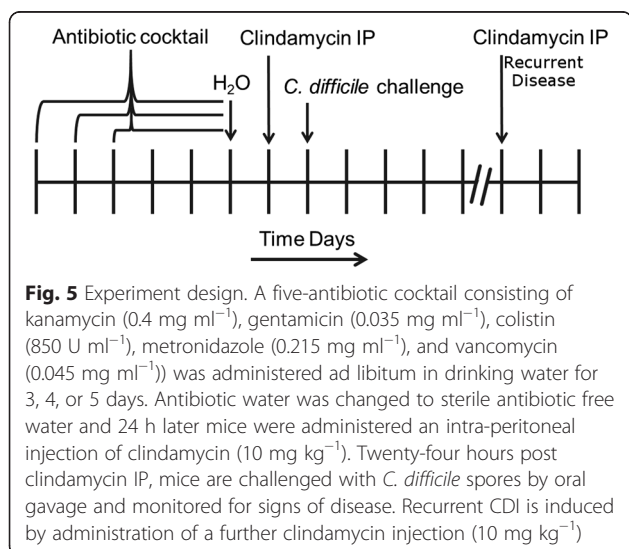 Antibiotic cocktail
Clindamycin IP
Clindamycin IP
Recurrent
Disease
H₂O
C. difficile challenge
Time Days
Fig. 5 Experiment design. A five-antibiotic cocktail consisting of
kanamycin (0.4 mg ml⁻¹), gentamicin (0.035 mg ml⁻¹), colistin
(850 U ml⁻¹), metronidazole (0.215 mg ml⁻¹), and vancomycin
(0.045 mg ml⁻¹)) was administered ad libitum in drinking water for
3, 4, or 5 days. Antibiotic water was changed to sterile antibiotic free
water and 24 h later mice were administered an intra-peritoneal
injection of clindamycin (10 mg kg⁻¹). Twenty-four hours post
clindamycin IP, mice are challenged with C. difficile spores by oral
gavage and monitored for signs of disease. Recurrent CDI is induced
by administration of a further clindamycin injection (10 mg kg⁻¹)